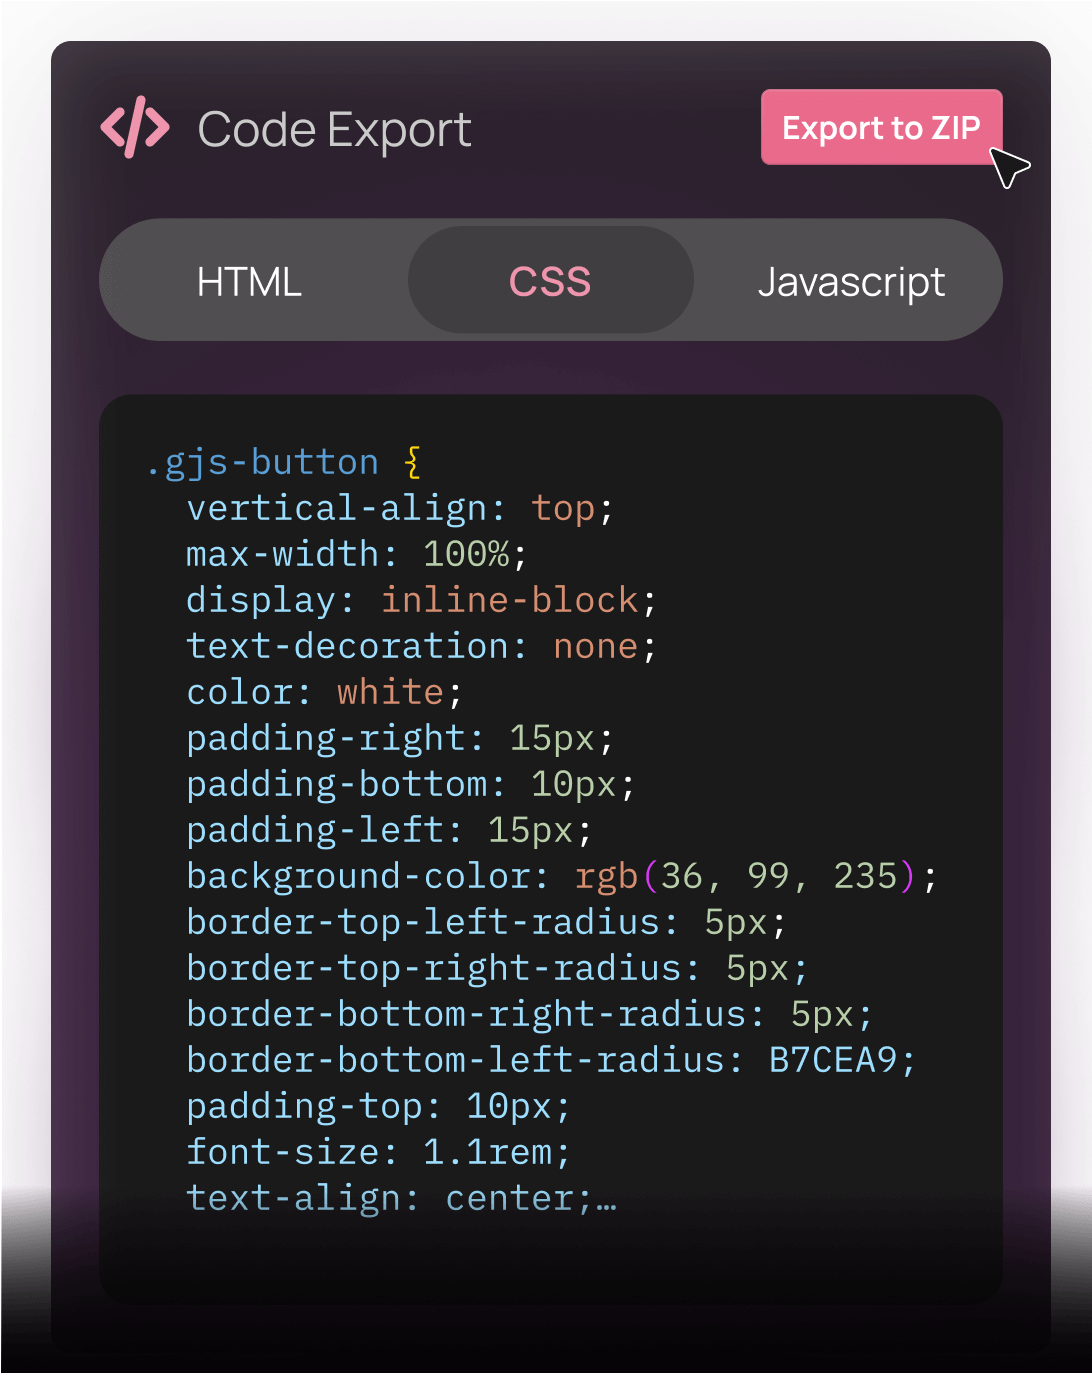 Code Export
Export to ZIP
HTML
CSS
Javascript
.gjs-button {
vertical-align: top;
max-width: 100%;
display: inline-block;
text-decoration: none;
color: white;
padding-right: 15px;
padding-bottom: 10px;
padding-left: 15px;
background-color: rgb(36, 99, 235);
border-top-left-radius: 5px;
border-top-right-radius: 5px;
border-bottom-right-radius: 5px;
border-bottom-left-radius: B7CEA9;
padding-top: 10px;
font-size: 1.1rem;
text-align: center;…